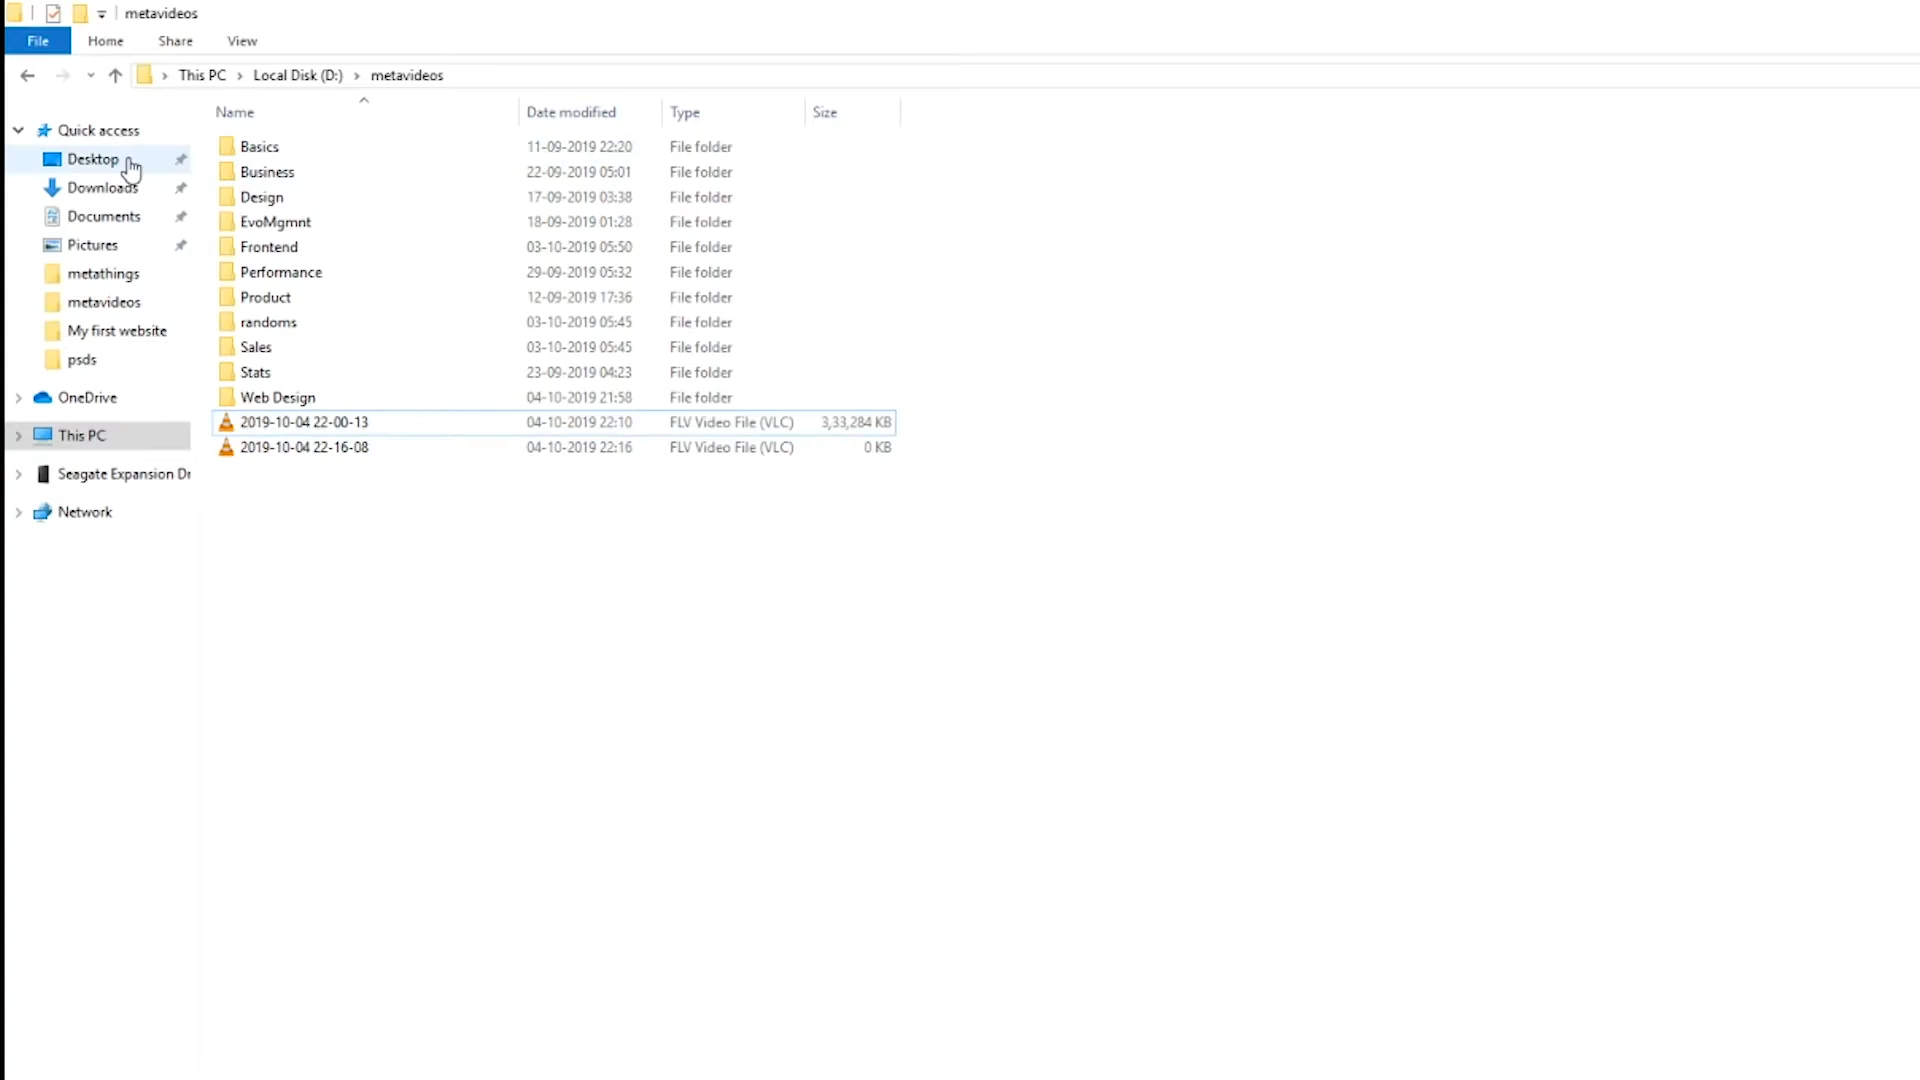 metavideos
File Home Share View
This PC Local Disk (D:) metavideos
Name Date modified Type Size
Quick access
Desktop
Downloads
Documents
Pictures
metathings
metavideos
My first website
psds
OneDrive
This PC
Seagate Expansion Dr
Network
Basics 11-09-2019 22:20 File folder
Business 22-09-2019 05:01 File folder
Design 17-09-2019 03:38 File folder
EvoMgmnt 18-09-2019 01:28 File folder
Frontend 03-10-2019 05:50 File folder
Performance 29-09-2019 05:32 File folder
Product 12-09-2019 17:36 File folder
randoms 03-10-2019 05:45 File folder
Sales 03-10-2019 05:45 File folder
Stats 23-09-2019 04:23 File folder
Web Design 04-10-2019 21:58 File folder
2019-10-04 22-00-13 04-10-2019 22:10 FLV Video File (VLC) 3,33,284 KB
2019-10-04 22-16-08 04-10-2019 22:16 FLV Video File (VLC) 0 KB